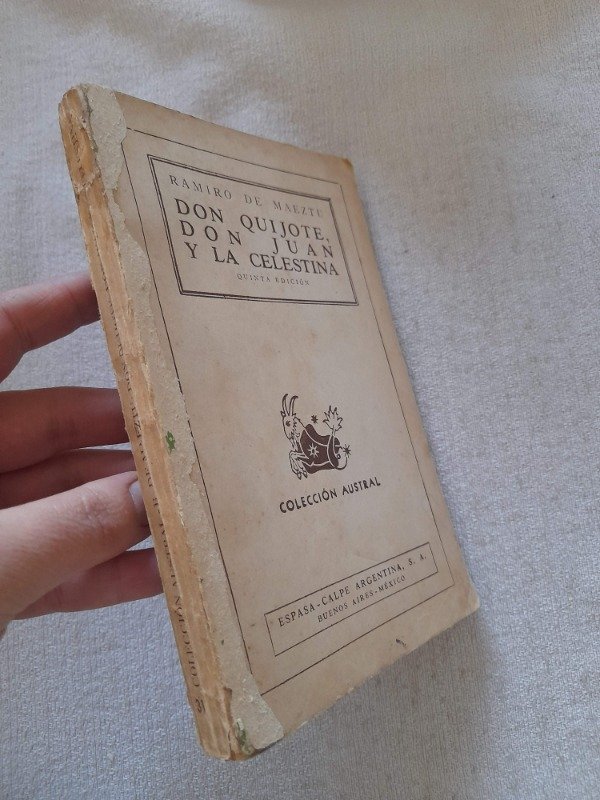 RAMIRO DE MAEZTU
DON QUIJOTE,
DON JUAN
Y LA CELESTINA
QUINTA EDICIÓN
COLECCIÓN AUSTRAL
ESPASA-CALPE ARGENTINA, S. A.
BUENOS AIRES-MÉXICO